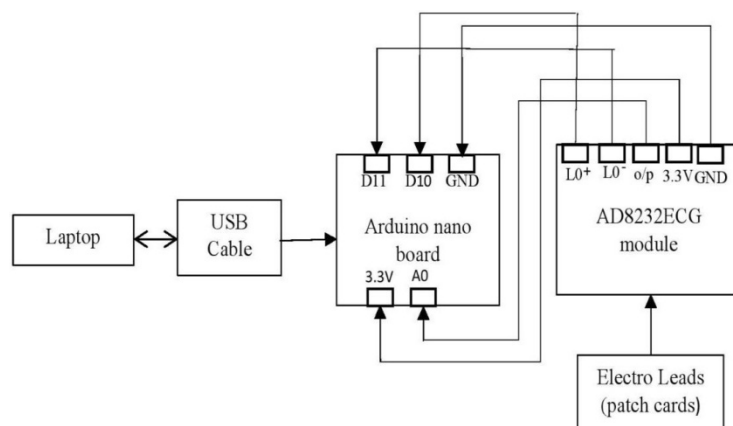 L0+ L0- o/p 3.3V GND
D11 D10 GND
AD8232ECG
module
Laptop
USB
Cable
Arduino nano
board
3.3V A0
Electro Leads
(patch cards)